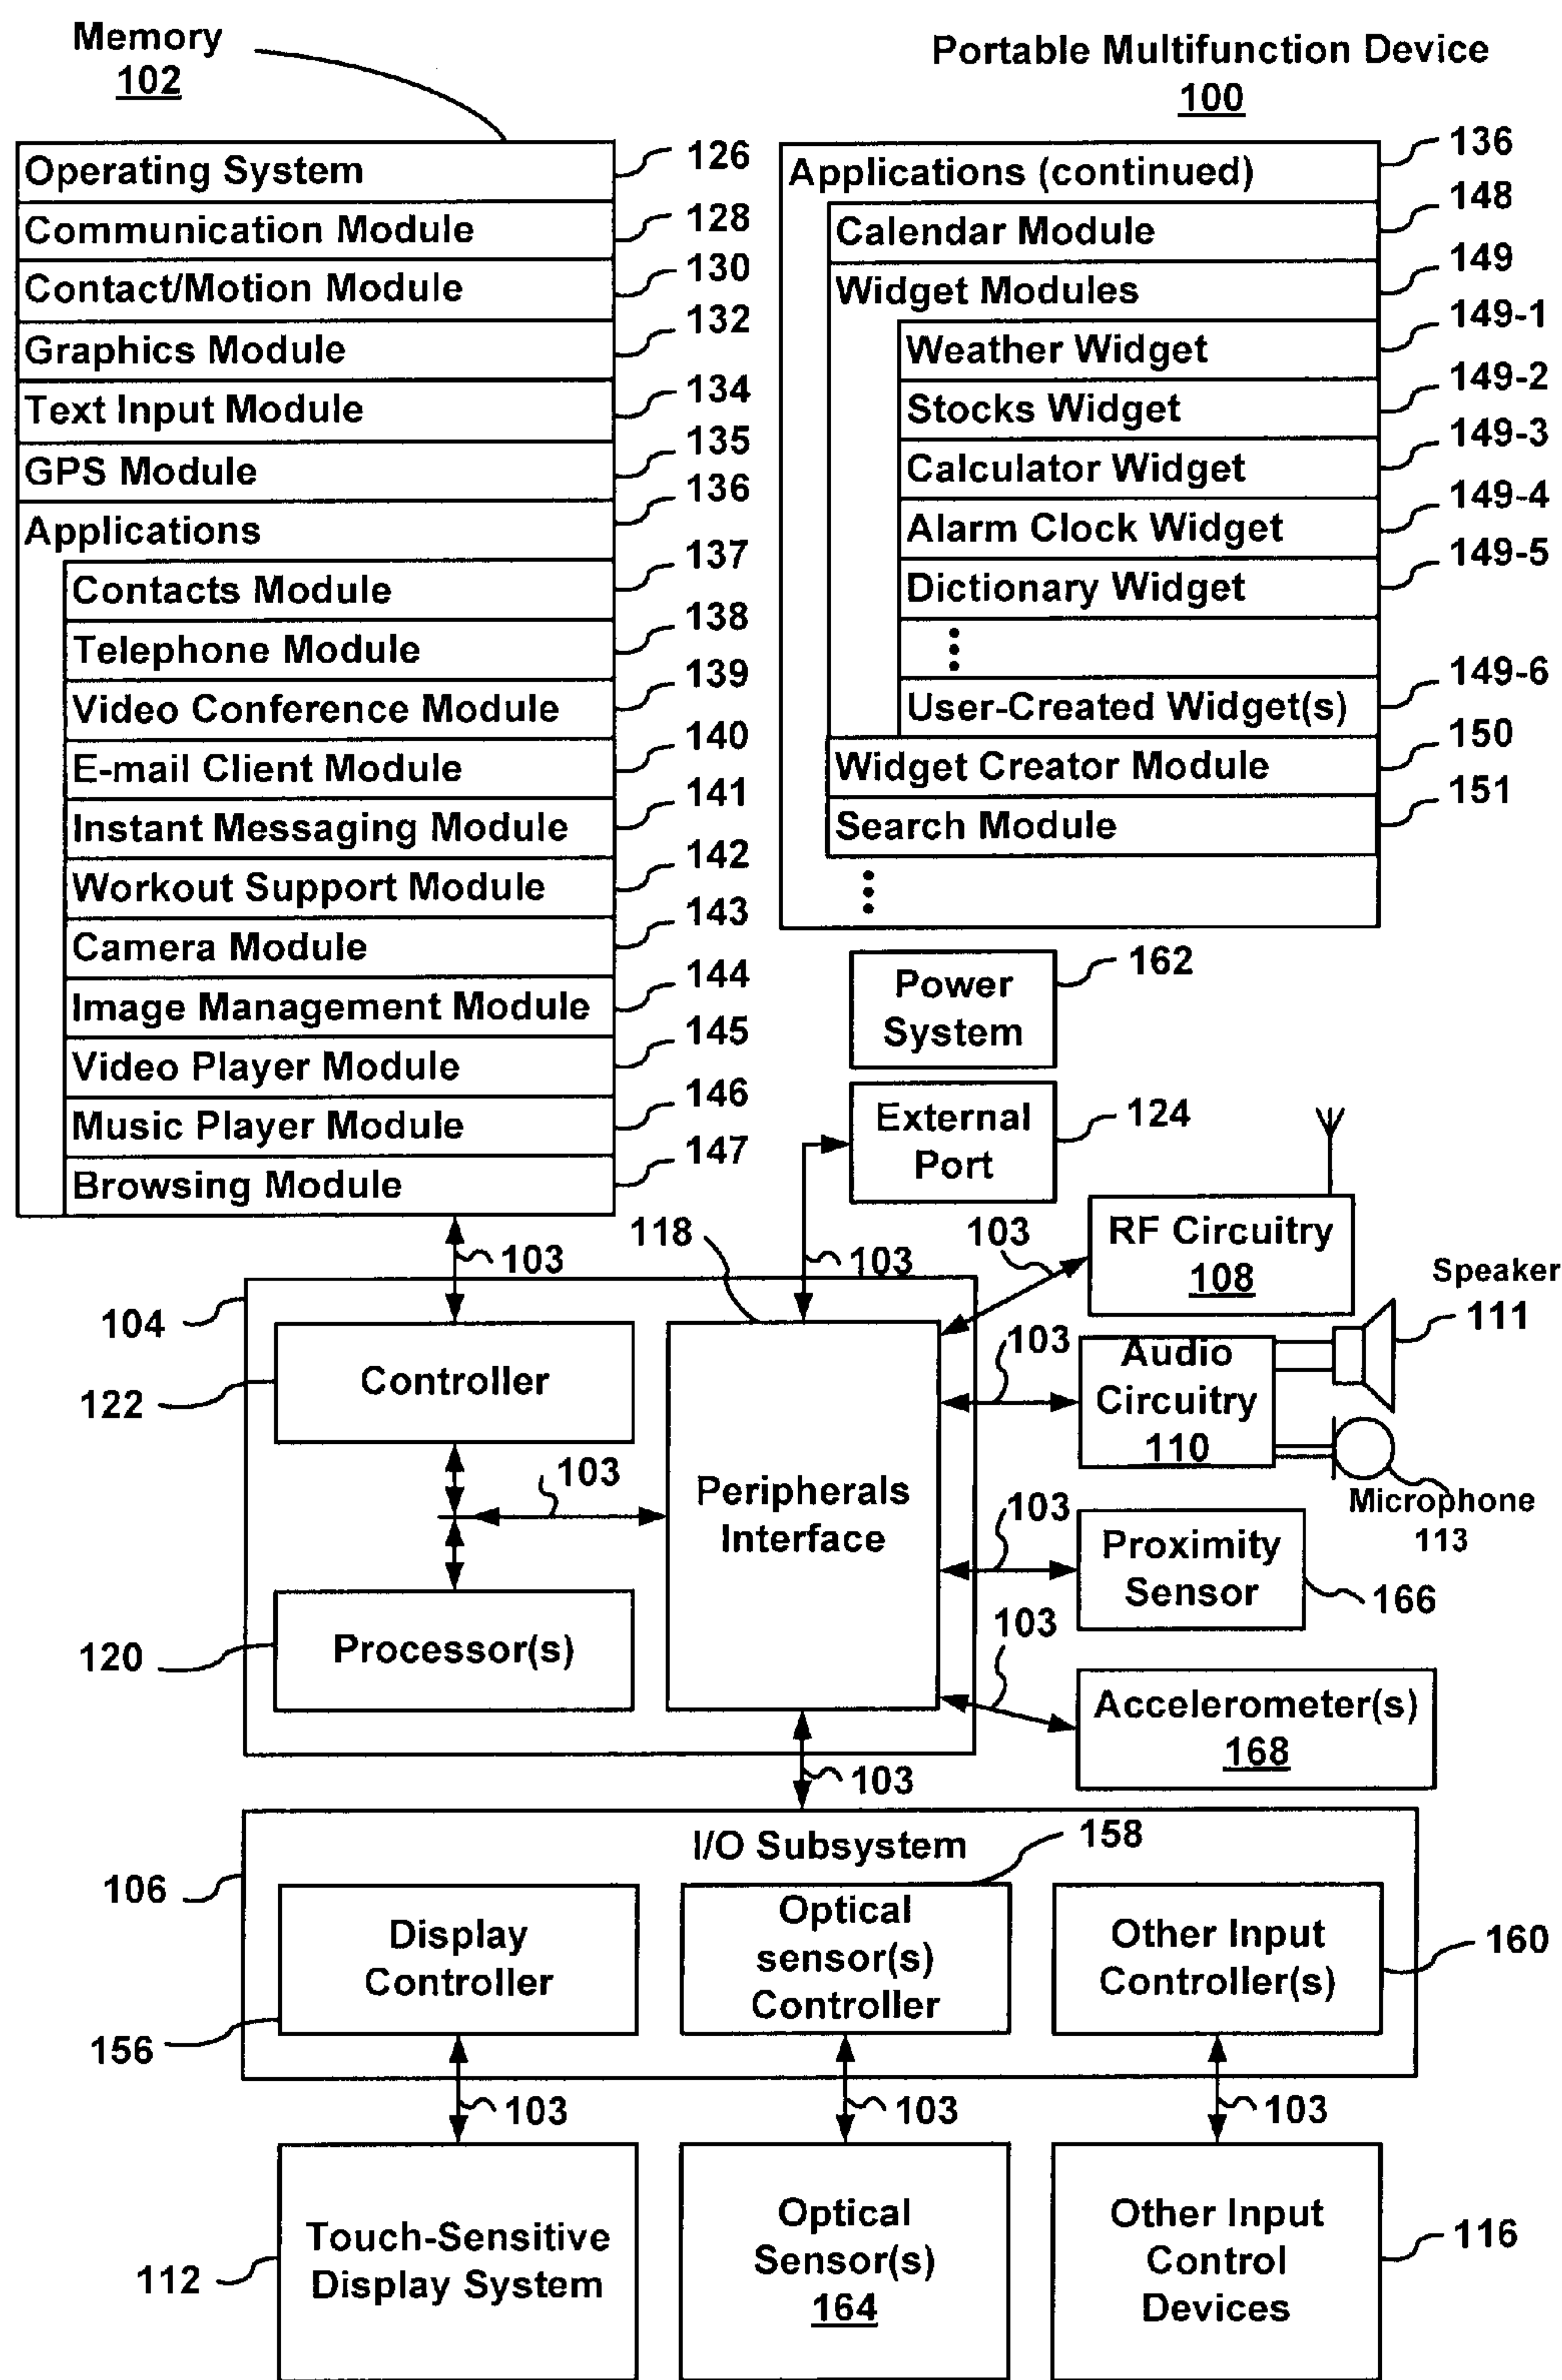 Memory
102
Portable Multifunction Device
100
Operating System
126
Communication Module
128
Contact/Motion Module
130
Graphics Module
132
Text Input Module
134
GPS Module
135
Applications
136
Contacts Module
137
Telephone Module
138
Video Conference Module
139
E-mail Client Module
140
Instant Messaging Module
141
Workout Support Module
142
Camera Module
143
Image Management Module
144
Video Player Module
145
Music Player Module
146
Browsing Module
147
Applications (continued)
136
Calendar Module
148
Widget Modules
149
Weather Widget
149-1
Stocks Widget
149-2
Calculator Widget
149-3
Alarm Clock Widget
149-4
Dictionary Widget
149-5
User-Created Widget(s)
149-6
Widget Creator Module
150
Search Module
151
Power
System
162
External
Port
124
103
118
103
103
RF Circuitry
108
Speaker
111
104
Controller
122
103
Audio
Circuitry
110
Microphone
113
103
Peripherals
Interface
103
Proximity
Sensor
166
Processor(s)
120
103
Accelerometer(s)
168
103
I/O Subsystem
158
106
Display
Controller
156
Optical
sensor(s)
Controller
Other Input
Controller(s)
160
103
103
103
Touch-Sensitive
Display System
112
Optical
Sensor(s)
164
Other Input
Control
Devices
116